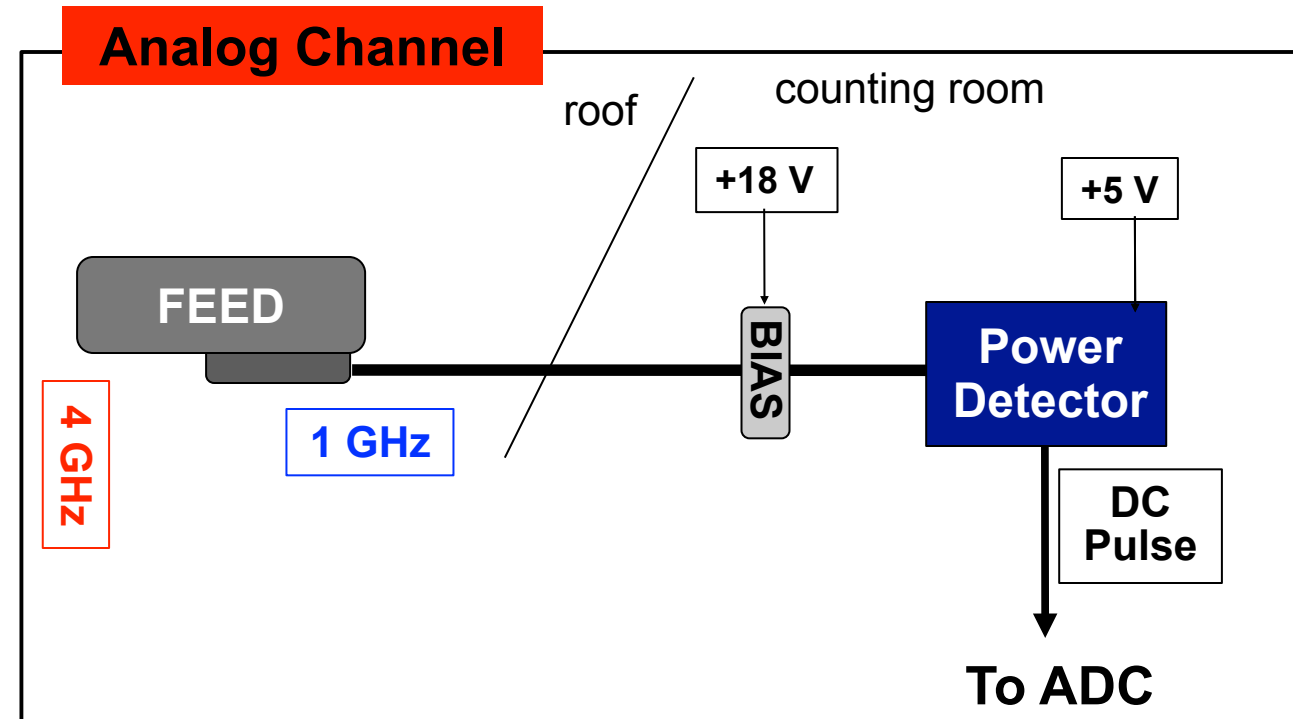 Analog Channel
roof
counting room
+18 V
+5 V
FEED
BIAS
Power
Detector
4 GHz
1 GHz
DC
Pulse
To ADC